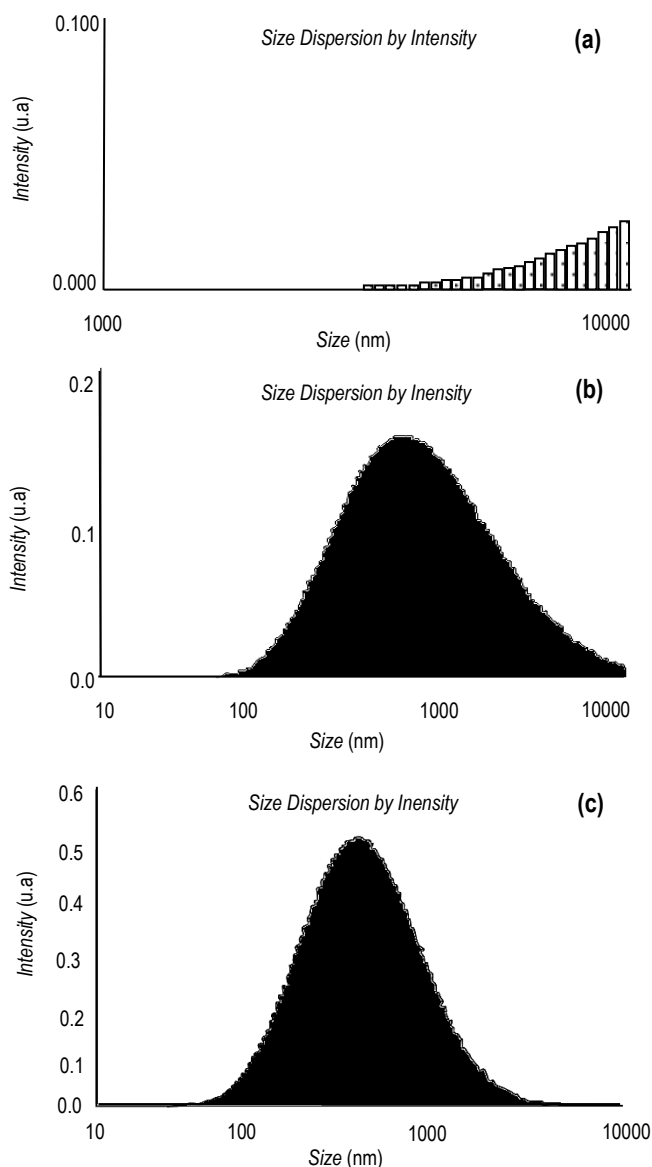 0.100
Size Dispersion by Intensity
(a)
Intensity (u.a)
0.000
1000
10000
Size (nm)
0.2
Size Dispersion by Inensity
(b)
Intensity (u.a)
0.1
0.0
10
100
1000
10000
Size (nm)
0.6
Size Dispersion by Inensity
(c)
0.5
Intensity (u.a)
0.4
0.3
0.2
0.1
0.0
10
100
1000
10000
Size (nm)